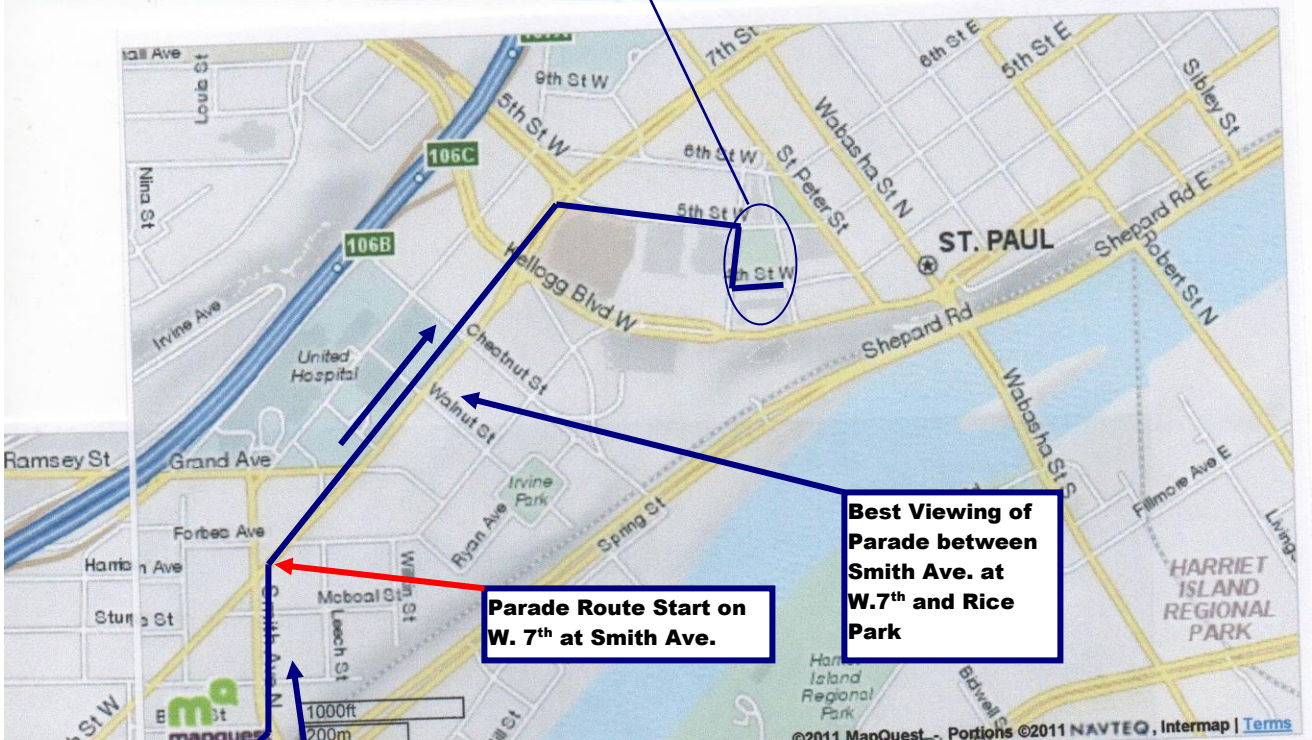 7th St
6th St E
5th St E
Sibley St
Louis St
9th St W
5th St W
106C
6th St W
Wabasha St N
St Peter St
Nina St
5th St W
106B
ST. PAUL
Shepard Rd E
Robert St N
4th St W
Kellogg Blvd W
Irvine Ave
Shepard Rd
United
Hospital
Chestnut St
Walnut St
Wabasha St S
Ramsey St
Grand Ave
Irvine
Park
Ryan Ave
Spring St
Fillmore Ave E
Best Viewing of
Parade between
Smith Ave. at
W.7th and Rice
Park
Forbes Ave
Parade Route Start on
W. 7th at Smith Ave.
HARRIET
ISLAND
REGIONAL
PARK
Mcboal St
Leech St
Smith Ave N
Island
Regional
Park
Bidwell St
mapquest
1000ft
200m
©2011 MapQuest - Portions ©2011 NAVTEQ, Intermap | Terms